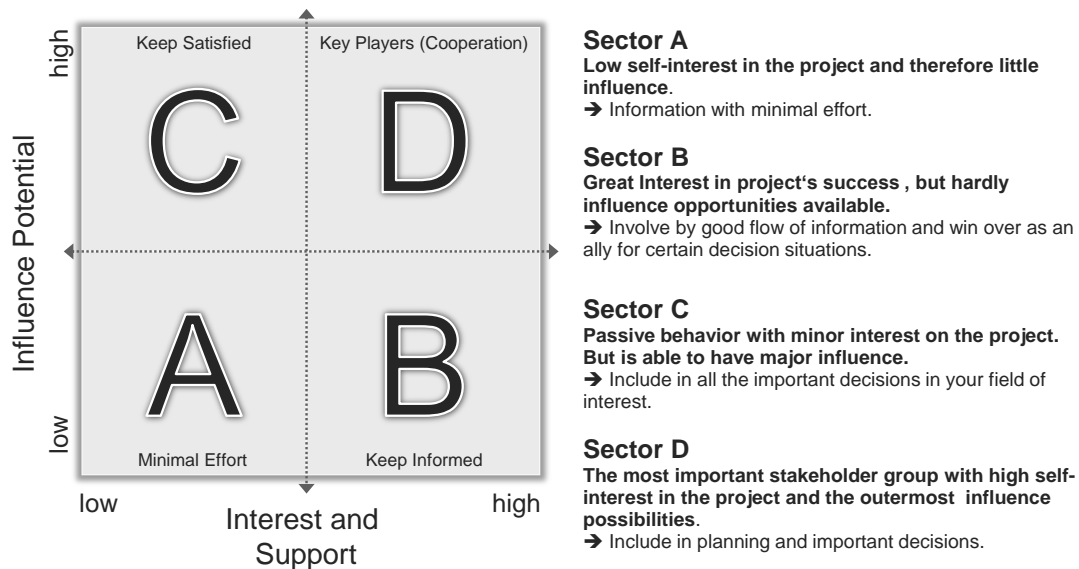 high
Keep Satisfied
Key Players (Cooperation)
C
D
Influence Potential
A
B
low
Minimal Effort
Keep Informed
low
high
Interest and
Support
Sector A
Low self-interest in the project and therefore little
influence.
➔ Information with minimal effort.
Sector B
Great Interest in project‘s success , but hardly
influence opportunities available.
➔ Involve by good flow of information and win over as an
ally for certain decision situations.
Sector C
Passive behavior with minor interest on the project.
But is able to have major influence.
➔ Include in all the important decisions in your field of
interest.
Sector D
The most important stakeholder group with high self-
interest in the project and the outermost influence
possibilities.
➔ Include in planning and important decisions.